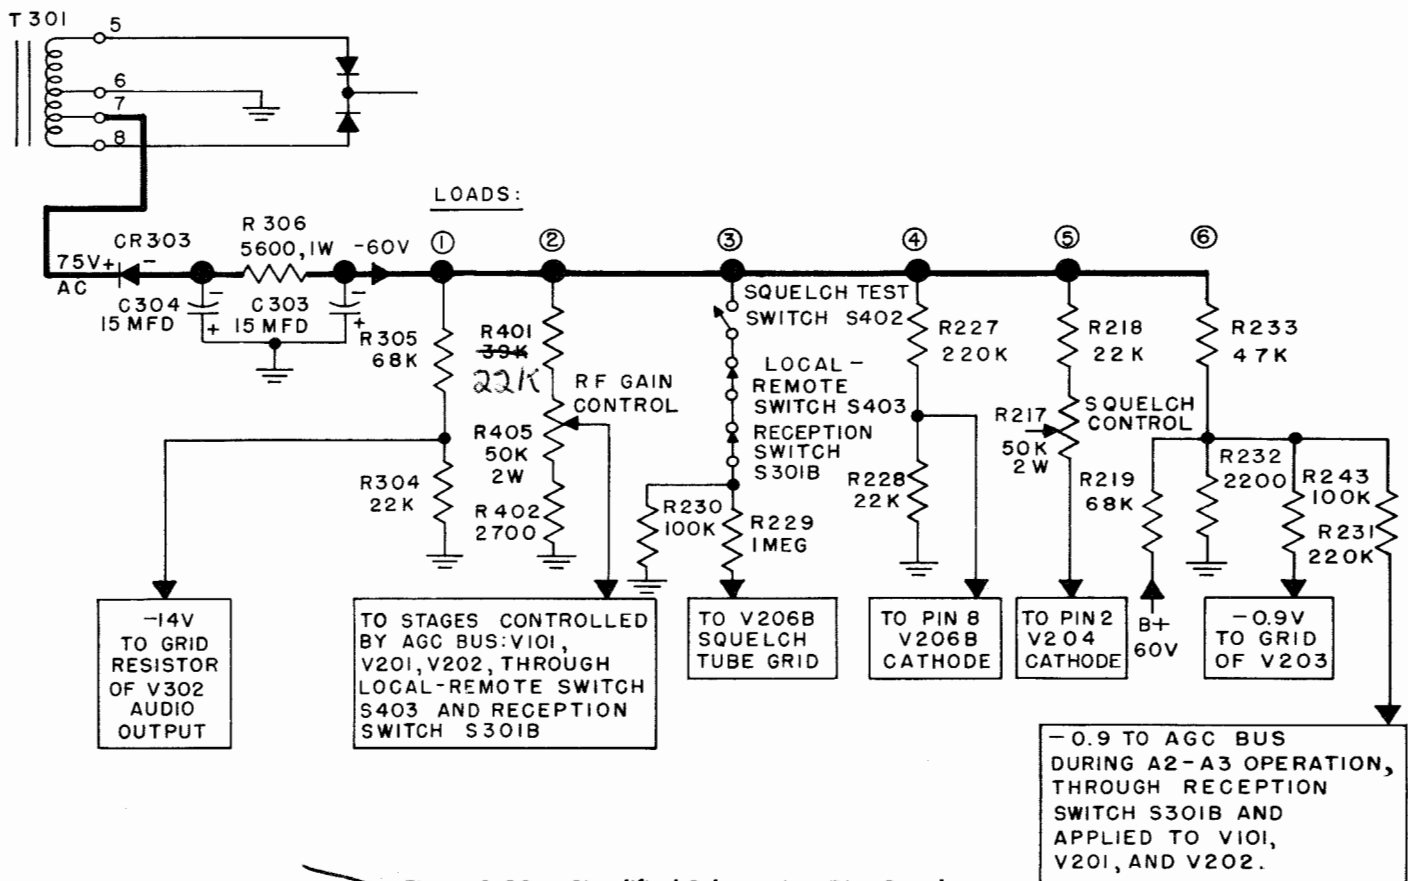 T 301
5
6
7
8
LOADS:
CR303
R 306
5600, 1W
-60V
① ② ③ ④ ⑤ ⑥
75V+ -
AC
C304
15 MFD
- +
C303
15 MFD
- +
R305
68K
R401
39K
22K
RF GAIN
CONTROL
R405
50K
2W
R304
22K
R402
2700
SQUELCH TEST
SWITCH S402
LOCAL-
REMOTE
SWITCH S403
RECEPTION
SWITCH
S301B
R230
100K
R229
1MEG
R227
220K
R228
22K
R218
22K
R217
50K
2W
SQUELCH
CONTROL
R233
47K
R219
68K
R232
2200
R243
100K
R231
220K
B+
60V
-14V
TO GRID
RESISTOR
OF V302
AUDIO
OUTPUT
TO STAGES CONTROLLED
BY AGC BUS: V101,
V201, V202, THROUGH
LOCAL-REMOTE SWITCH
S403 AND RECEPTION
SWITCH S301B
TO V206B
SQUELCH
TUBE GRID
TO PIN 8
V206B
CATHODE
TO PIN 2
V204
CATHODE
-0.9V
TO GRID
OF V203
-0.9 TO AGC BUS
DURING A2-A3 OPERATION,
THROUGH RECEPTION
SWITCH S301B AND
APPLIED TO V101,
V201, AND V202.